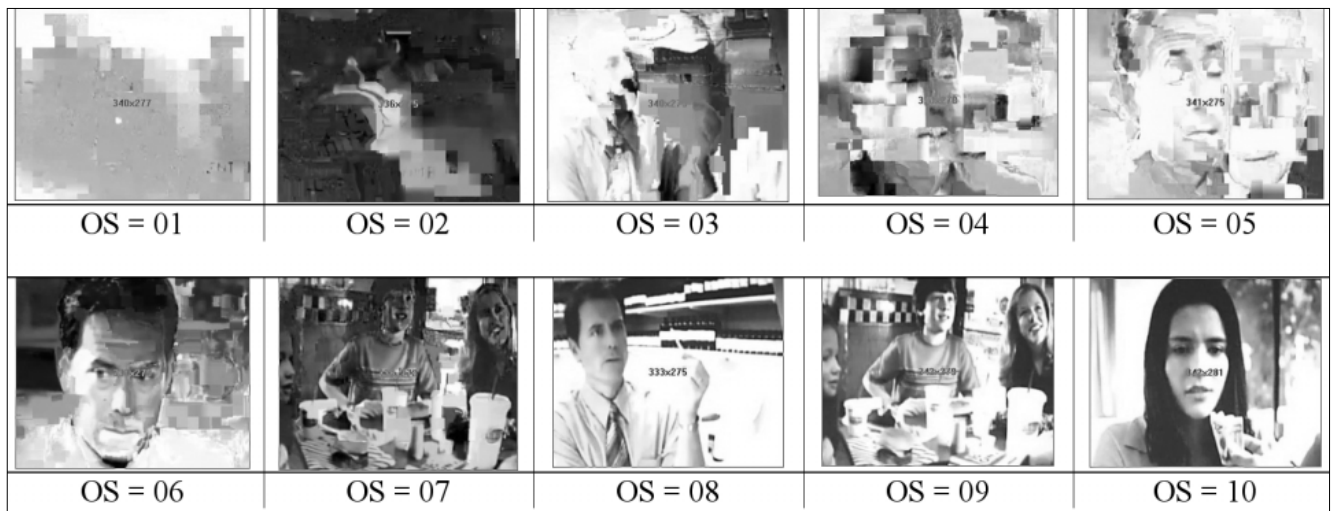 340x277
341x275
OS = 01
OS = 02
OS = 03
OS = 04
OS = 05
333x275
OS = 06
OS = 07
OS = 08
OS = 09
OS = 10